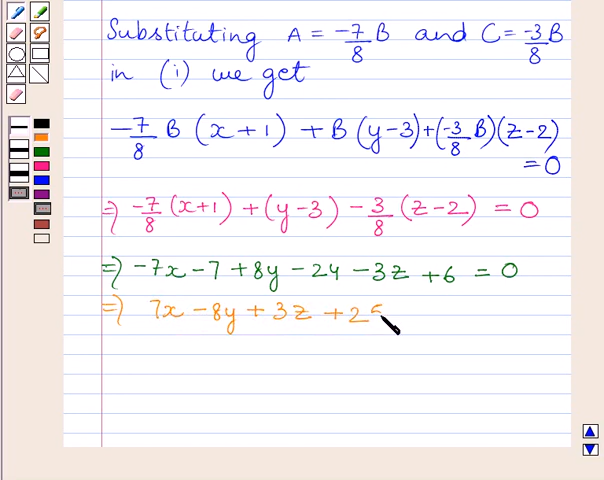 Substituting A = -7/8 B and C = -3/8 B
in (i) we get
-7/8 B (x+1) + B (y-3) + (-3/8 B)(z-2)
= 0
⇒) -7/8 (x+1) + (y-3) - 3/8 (z-2) = 0
⇒) -7x - 7 + 8y - 24 - 3z + 6 = 0
⇒) 7x - 8y + 3z + 25